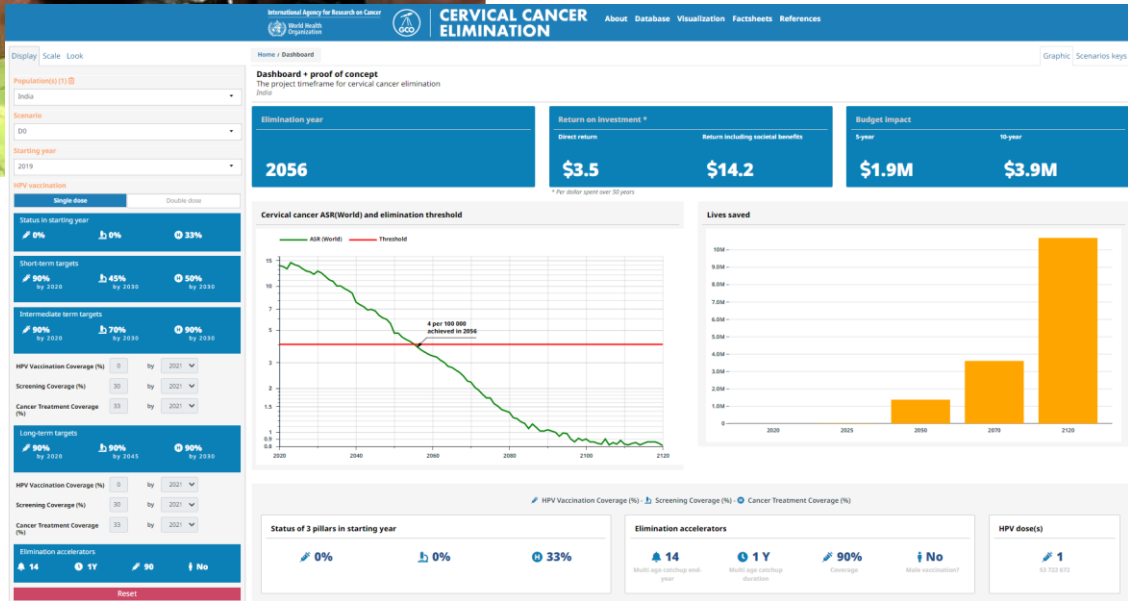 International Agency for Research on Cancer
World Health
Organization
GCO
CERVICAL CANCER
ELIMINATION
About Database Visualization Factsheets References
Display Scale Look
Home / Dashboard
Graphic Scenarios keys
Population(s) (1)
India
Scenario
D0
Starting year
2019
HPV vaccination
Single dose Double dose
Status in starting year
0% 0% 33%
Short-term targets
90% 45% 50%
by 2020 by 2030 by 2030
Intermediate term targets
90% 70% 90%
by 2020 by 2030 by 2030
HPV Vaccination Coverage (%) 0 by 2021
Screening Coverage (%) 30 by 2021
Cancer Treatment Coverage
(%) 33 by 2021
Long-term targets
90% 90% 90%
by 2020 by 2045 by 2030
HPV Vaccination Coverage (%) 0 by 2021
Screening Coverage (%) 30 by 2021
Cancer Treatment Coverage
(%) 33 by 2021
Elimination accelerators
14 1Y 90 No
Reset
Dashboard + proof of concept
The project timeframe for cervical cancer elimination
India
Elimination year
2056
Return on investment *
Direct return Return including societal benefits
$3.5 $14.2
Budget impact
5-year 10-year
$1.9M $3.9M
* Per dollar spent over 50 years
Cervical cancer ASR(World) and elimination threshold
ASR (World) Threshold
15
10
7
5
3
2
1.5
1
0.9
0.8
4 per 100 000
achieved in 2056
2020 2040 2060 2080 2100 2120
Lives saved
10M
9.0M
8.0M
7.0M
6.0M
5.0M
4.0M
3.0M
2.0M
1.0M
0
2020 2025 2050 2070 2120
HPV Vaccination Coverage (%) - Screening Coverage (%) - Cancer Treatment Coverage (%)
Status of 3 pillars in starting year
0% 0% 33%
Elimination accelerators
14 1 Y 90% No
Multi age catchup end-
year
Multi age catchup
duration
Coverage
Male vaccination?
HPV dose(s)
1